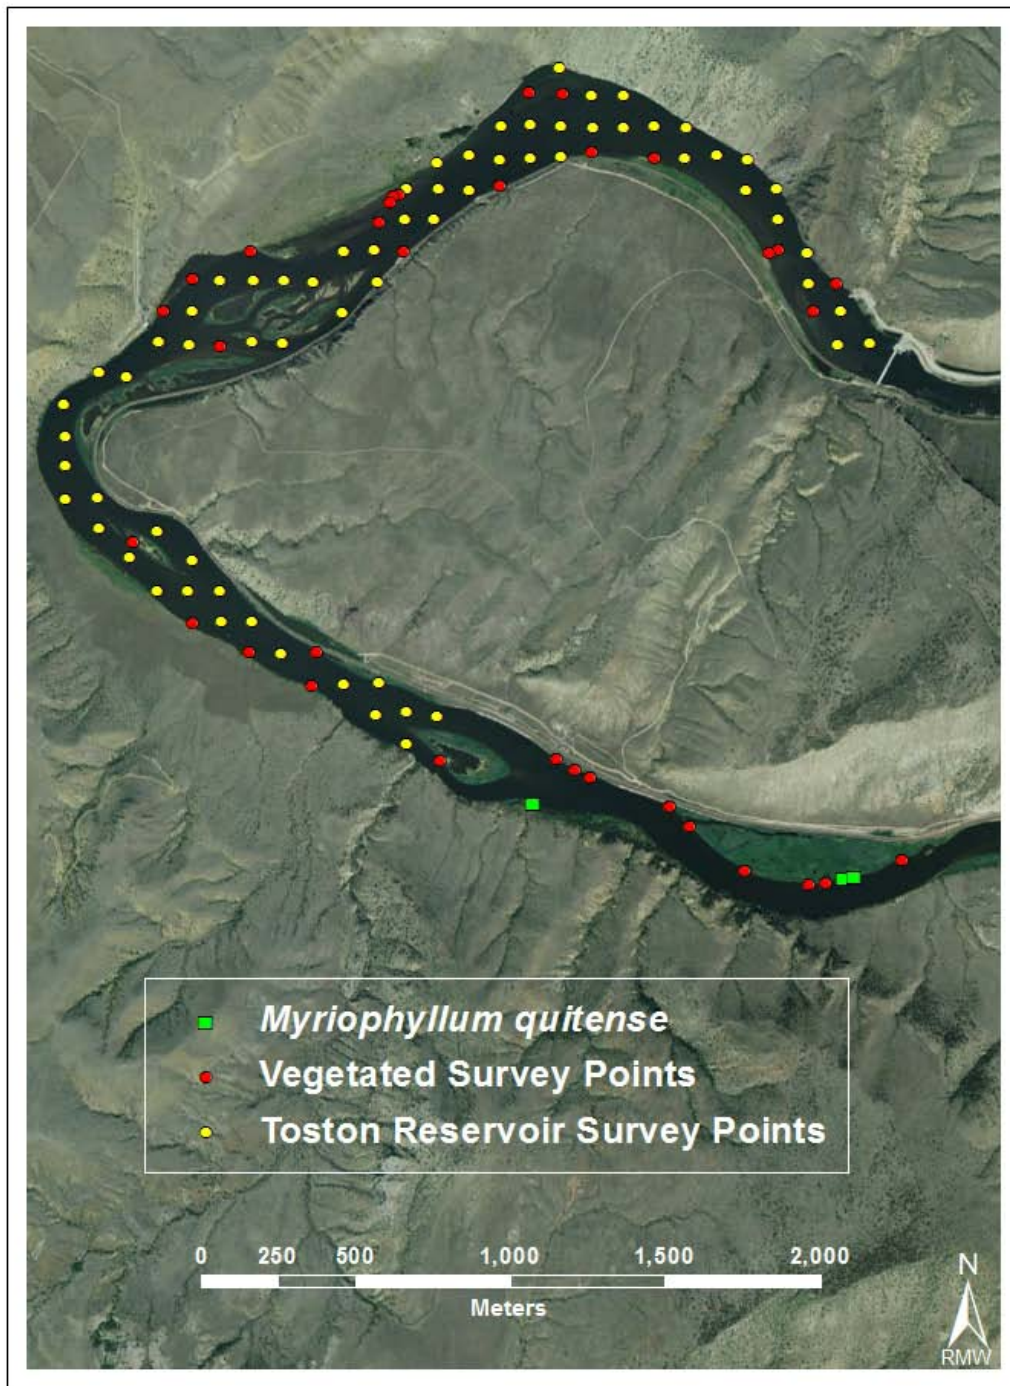 Myriophyllum quitense
Vegetated Survey Points
Toston Reservoir Survey Points
0 250 500 1,000 1,500 2,000
Meters
N
RMW